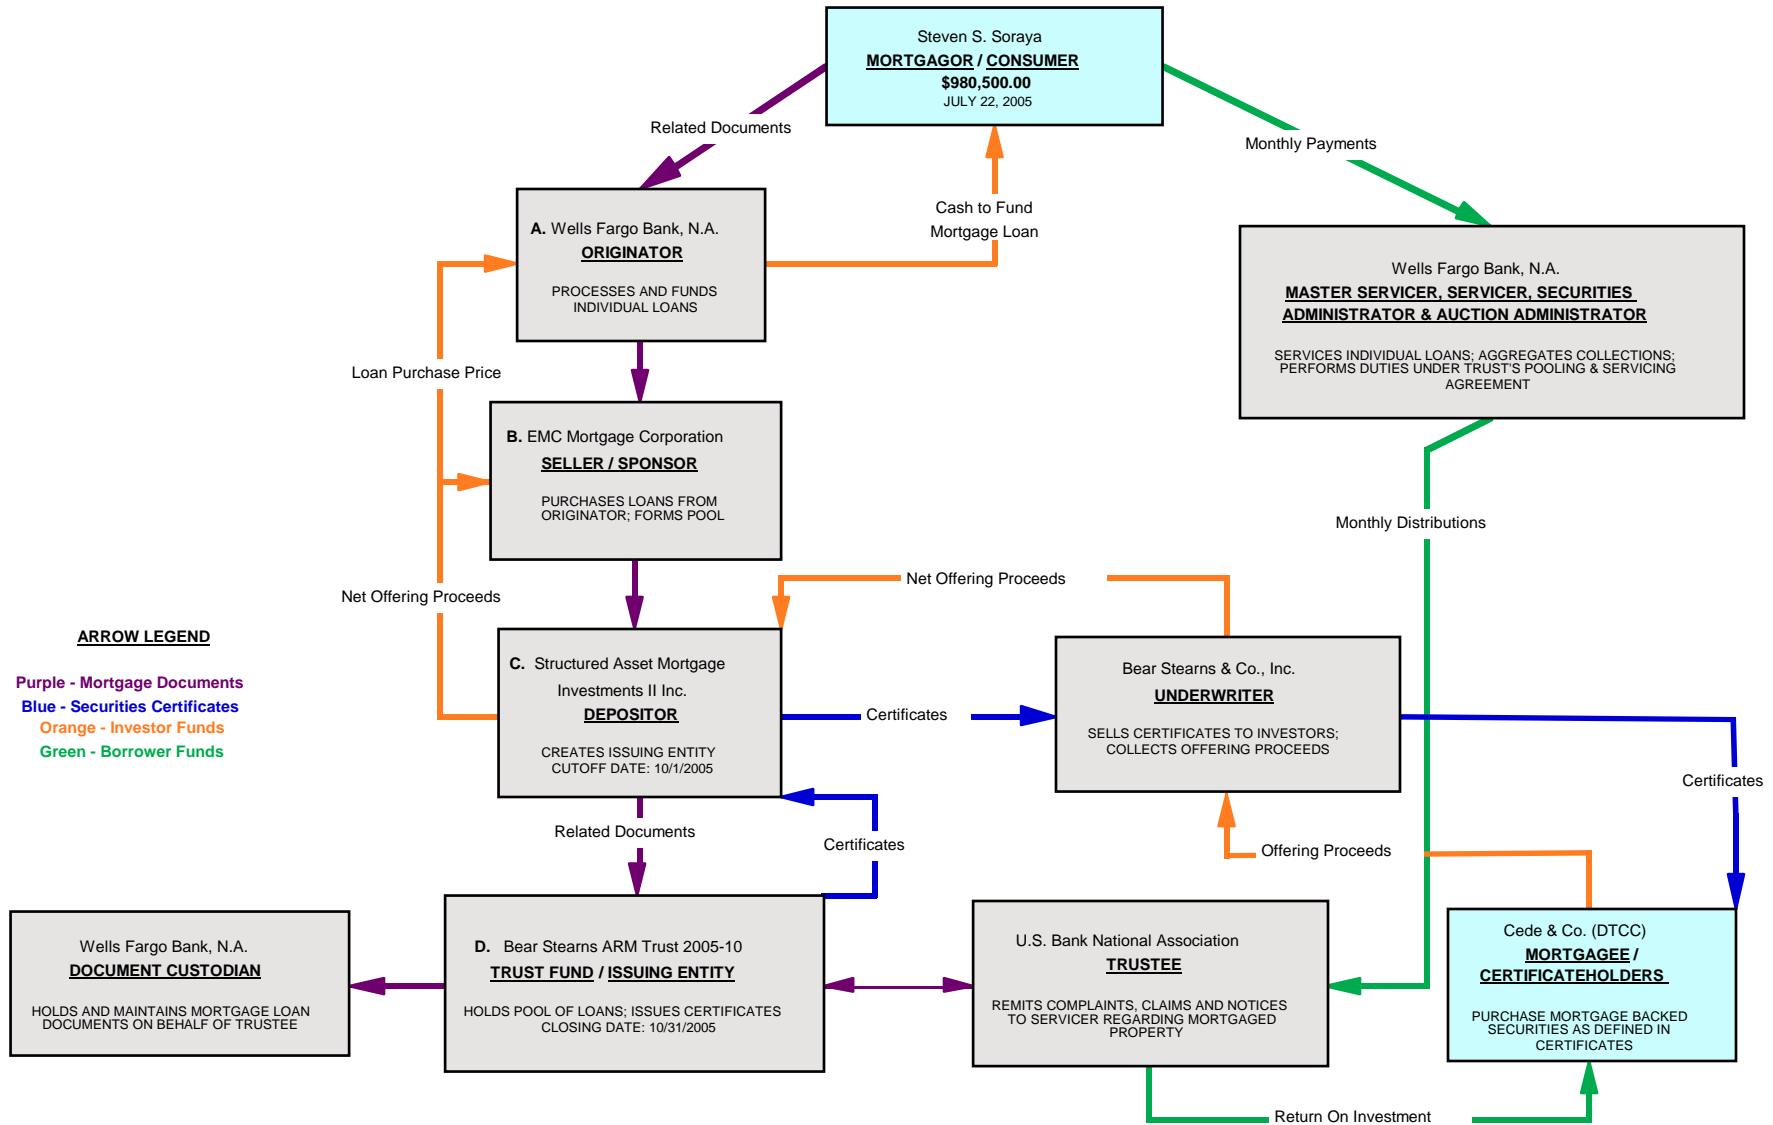 Steven S. Soraya
MORTGAGOR / CONSUMER
$980,500.00
JULY 22, 2005
Related Documents
Monthly Payments
Cash to Fund
Mortgage Loan
A. Wells Fargo Bank, N.A.
ORIGINATOR
PROCESSES AND FUNDS
INDIVIDUAL LOANS
Wells Fargo Bank, N.A.
MASTER SERVICER, SERVICER, SECURITIES
ADMINISTRATOR & AUCTION ADMINISTRATOR
SERVICES INDIVIDUAL LOANS; AGGREGATES COLLECTIONS;
PERFORMS DUTIES UNDER TRUST'S POOLING & SERVICING
AGREEMENT
Loan Purchase Price
B. EMC Mortgage Corporation
SELLER / SPONSOR
PURCHASES LOANS FROM
ORIGINATOR; FORMS POOL
Monthly Distributions
Net Offering Proceeds
Net Offering Proceeds
ARROW LEGEND
Purple - Mortgage Documents
Blue - Securities Certificates
Orange - Investor Funds
Green - Borrower Funds
C. Structured Asset Mortgage
Investments II Inc.
DEPOSITOR
CREATES ISSUING ENTITY
CUTOFF DATE: 10/1/2005
Certificates
Bear Stearns & Co., Inc.
UNDERWRITER
SELLS CERTIFICATES TO INVESTORS;
COLLECTS OFFERING PROCEEDS
Certificates
Related Documents
Certificates
Offering Proceeds
Wells Fargo Bank, N.A.
DOCUMENT CUSTODIAN
HOLDS AND MAINTAINS MORTGAGE LOAN
DOCUMENTS ON BEHALF OF TRUSTEE
D. Bear Stearns ARM Trust 2005-10
TRUST FUND / ISSUING ENTITY
HOLDS POOL OF LOANS; ISSUES CERTIFICATES
CLOSING DATE: 10/31/2005
U.S. Bank National Association
TRUSTEE
REMITS COMPLAINTS, CLAIMS AND NOTICES
TO SERVICER REGARDING MORTGAGED
PROPERTY
Cede & Co. (DTCC)
MORTGAGEE /
CERTIFICATEHOLDERS
PURCHASE MORTGAGE BACKED
SECURITIES AS DEFINED IN
CERTIFICATES
Return On Investment